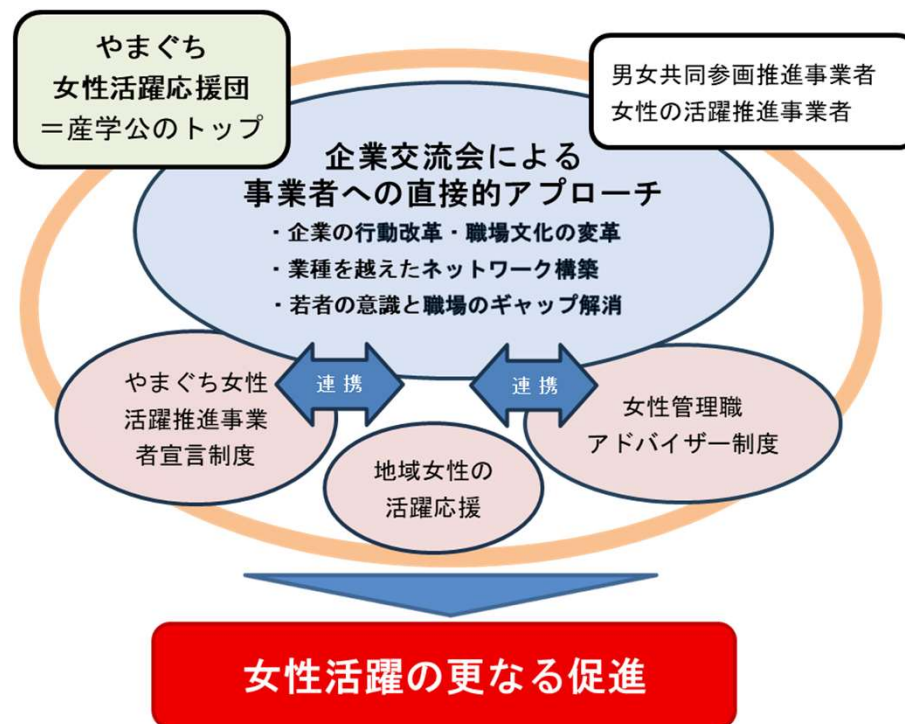 やまぐち
女性活躍応援団
＝産学公のトップ
男女共同参画推進事業者
女性の活躍推進事業者
企業交流会による
事業者への直接的アプローチ
・企業の行動改革・職場文化の変革
・業種を越えたネットワーク構築
・若者の意識と職場のギャップ解消
連携
連携
やまぐち女性
活躍推進事業
者宣言制度
地域女性の
活躍応援
女性管理職
アドバイザー制度
女性活躍の更なる促進